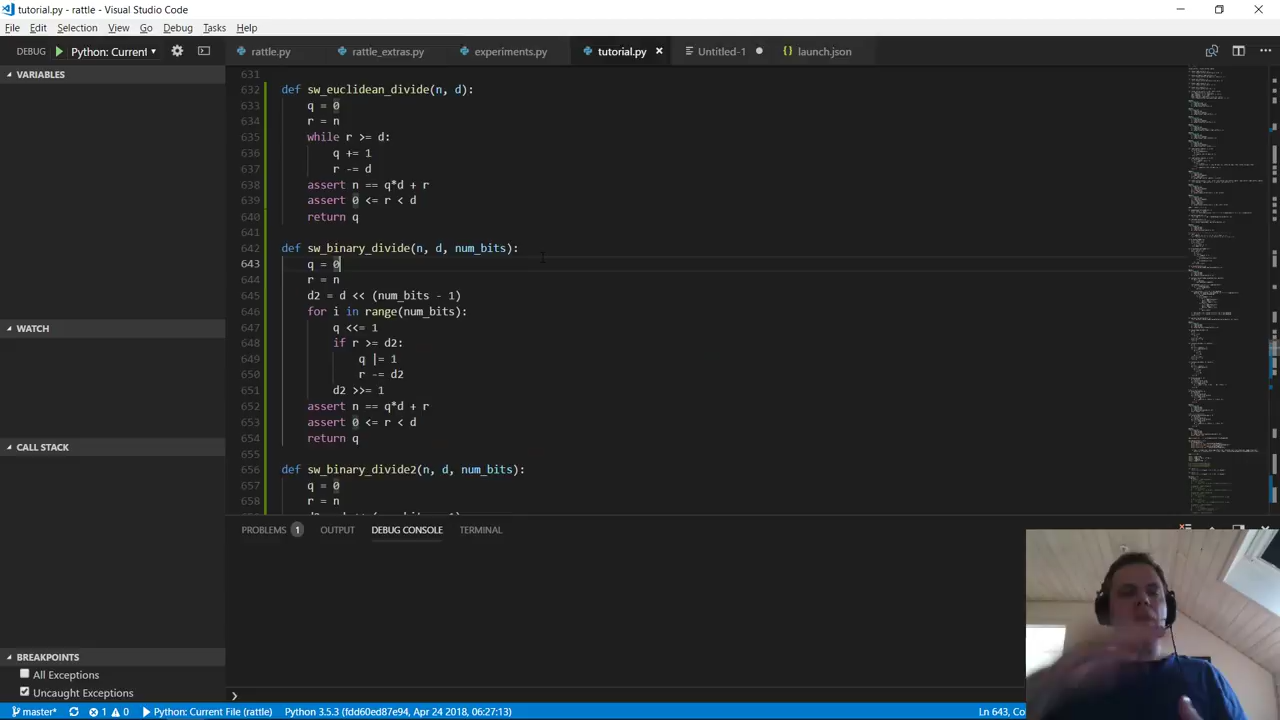 tutorial.py - rattle - Visual Studio Code
File Edit Selection View Go Debug Tasks Help
DEBUG Python: Current
rattle.py rattle_extras.py experiments.py tutorial.py Untitled-1 launch.json
VARIABLES
WATCH
CALL STACK
BREAKPOINTS
All Exceptions
Uncaught Exceptions
631
632 def sw_euclidean_divide(n, d):
633 q = 0
634 r = n
635 while r >= d:
636 q += 1
637 r -= d
638 assert n == q*d + r
639 assert 0 <= r < d
640 return q
641
642 def sw_binary_divide(n, d, num_bits):
643 q = 0
644 r = n
645 d2 = d << (num_bits - 1)
646 for i in range(num_bits):
647 q <<= 1
648 if r >= d2:
649 q |= 1
650 r -= d2
651 d2 >>= 1
652 assert n == q*d + r
653 assert 0 <= r < d
654 return q
655
656 def sw_binary_divide2(n, d, num_bits):
657 q = 0
658 r = n
PROBLEMS 1 OUTPUT DEBUG CONSOLE TERMINAL
master* 1 0 Python: Current File (rattle) Python 3.5.3 (fdd60ed87e94, Apr 24 2018, 06:27:13) Ln 643, Co